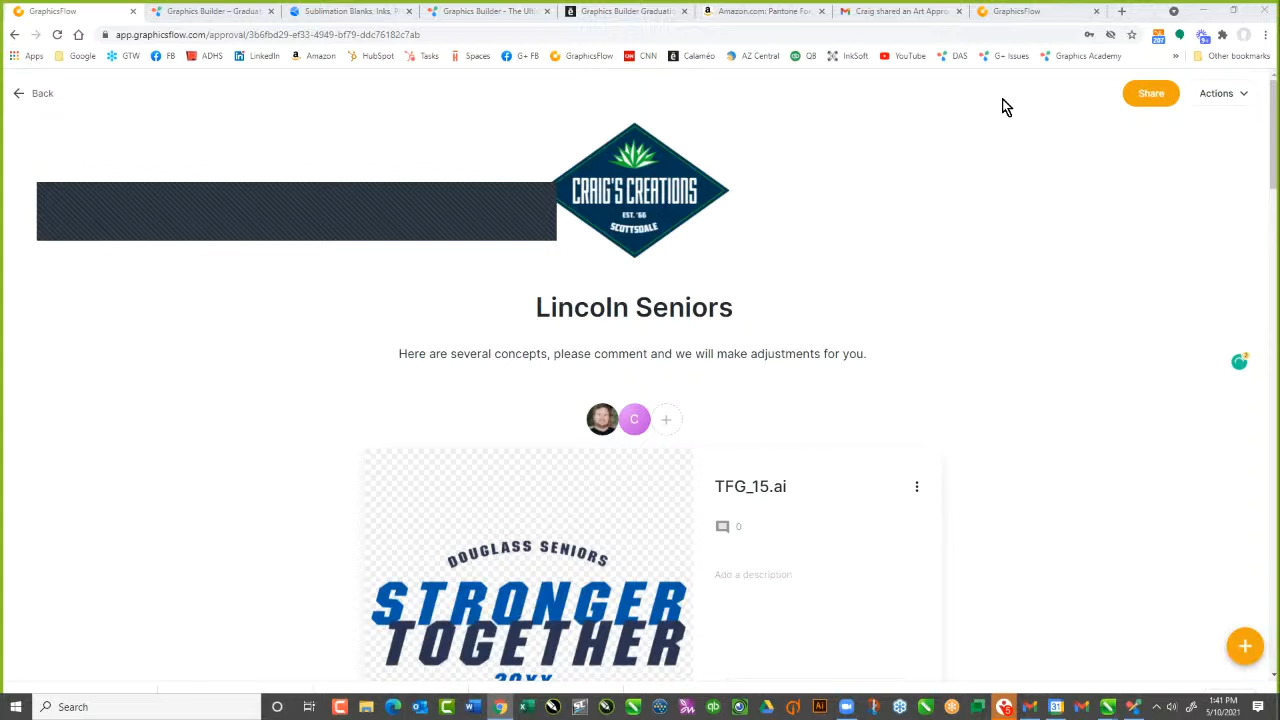 GraphicsFlow
Graphics Builder – Graduat
Sublimation Blanks: Ink, P
Graphics Builder - The Ulti
Graphics Builder Graduatio
Amazon.com: Pantone For
Craig shared an Art Approv
GraphicsFlow
app.graphicsflow.com/approval/3b6fbd29-ef33-4949-bf79-ddc76182c7ab
Apps
Google
GTW
FB
ADHS
LinkedIn
Amazon
HubSpot
Tasks
Spaces
G+ FB
GraphicsFlow
CNN
Calaméo
AZ Central
QB
InkSoft
YouTube
DAS
G+ Issues
Graphics Academy
»
Other bookmarks
Back
Share
Actions
CRAIG'S CREATIONS
EST. '66
SCOTTSDALE
Lincoln Seniors
Here are several concepts, please comment and we will make adjustments for you.
C
TFG_15.ai
0
Add a description
DOUGLASS SENIORS
STRONGER
TOGETHER
20XX
Search
1:41 PM
5/10/2021